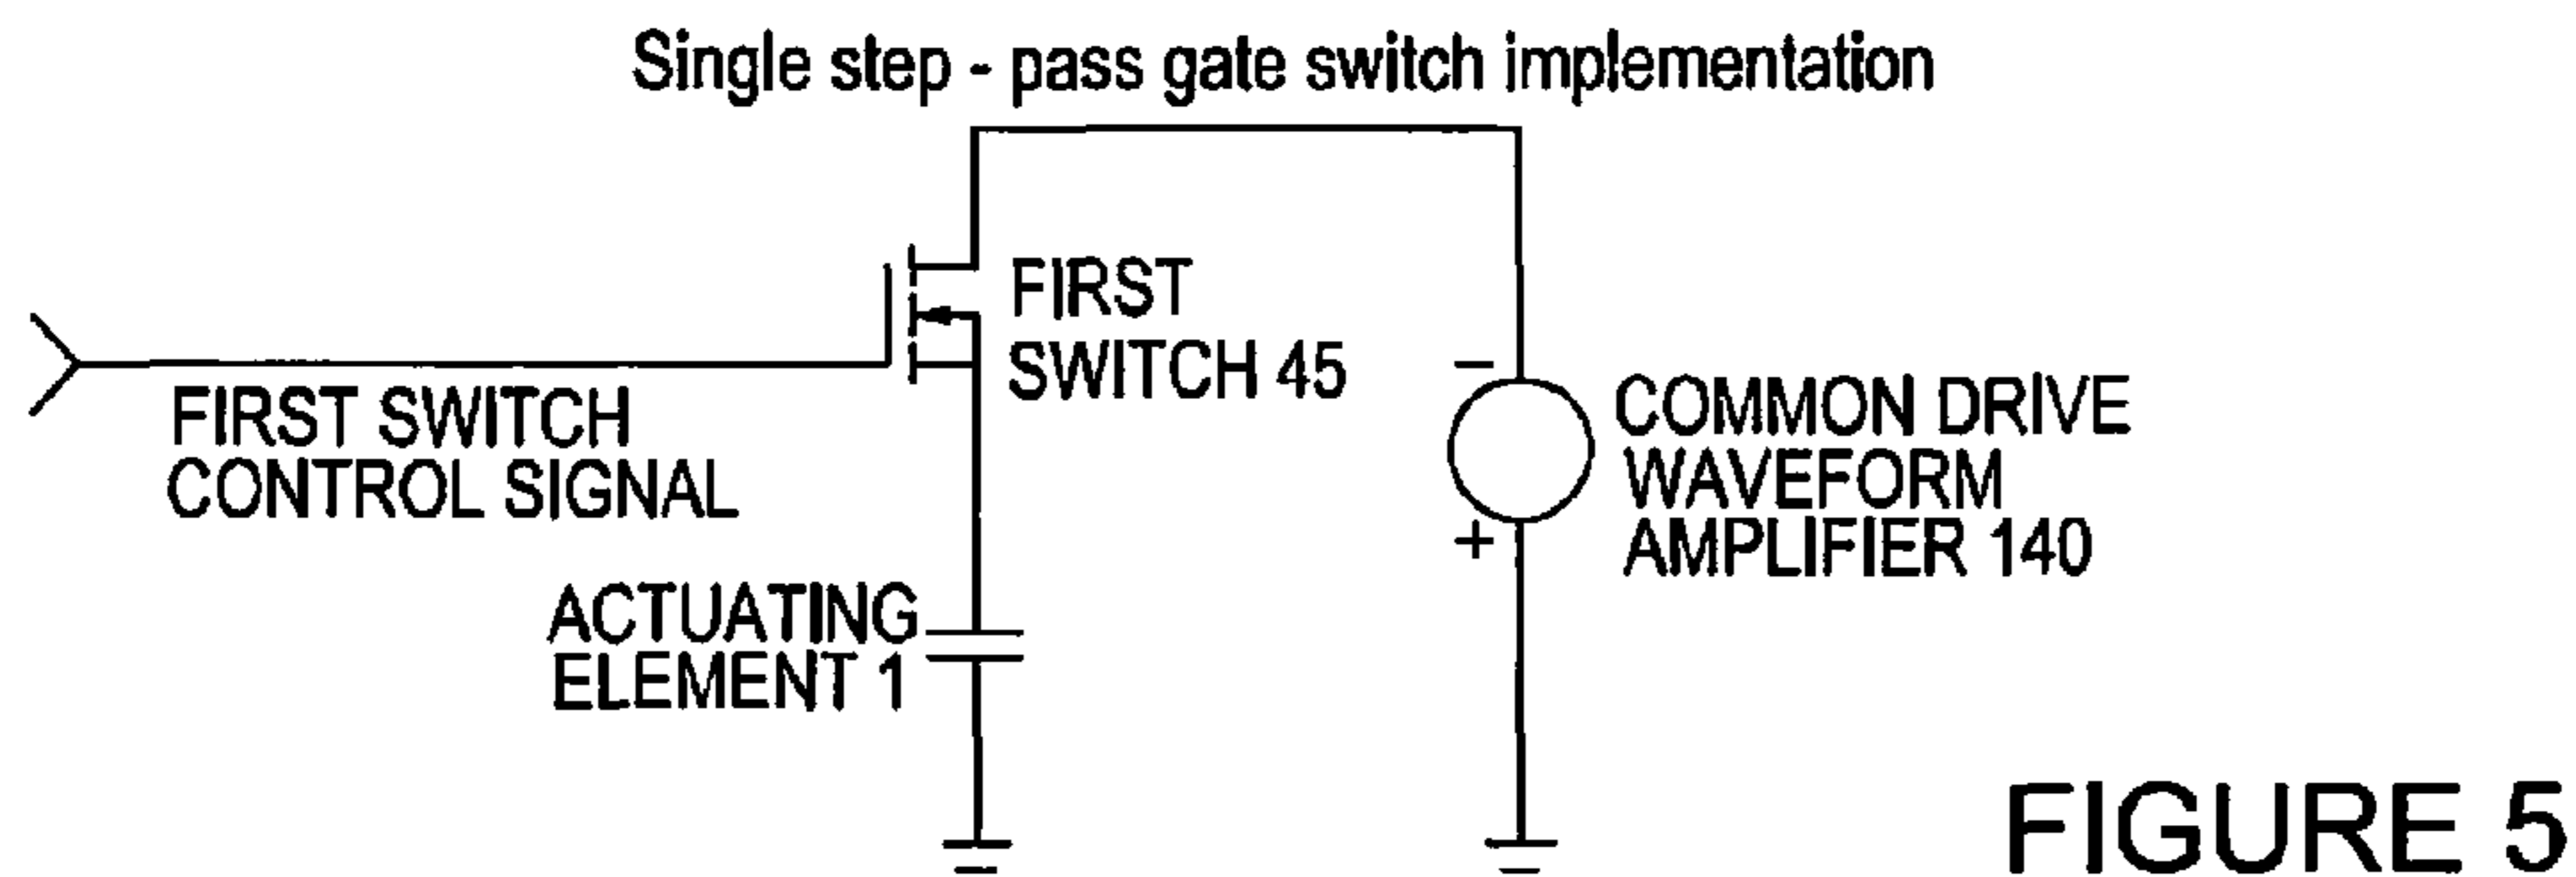 Single step - pass gate switch implementation
FIRST
SWITCH 45
FIRST SWITCH
CONTROL SIGNAL
−
COMMON DRIVE
WAVEFORM
AMPLIFIER 140
+
ACTUATING
ELEMENT 1
FIGURE 5